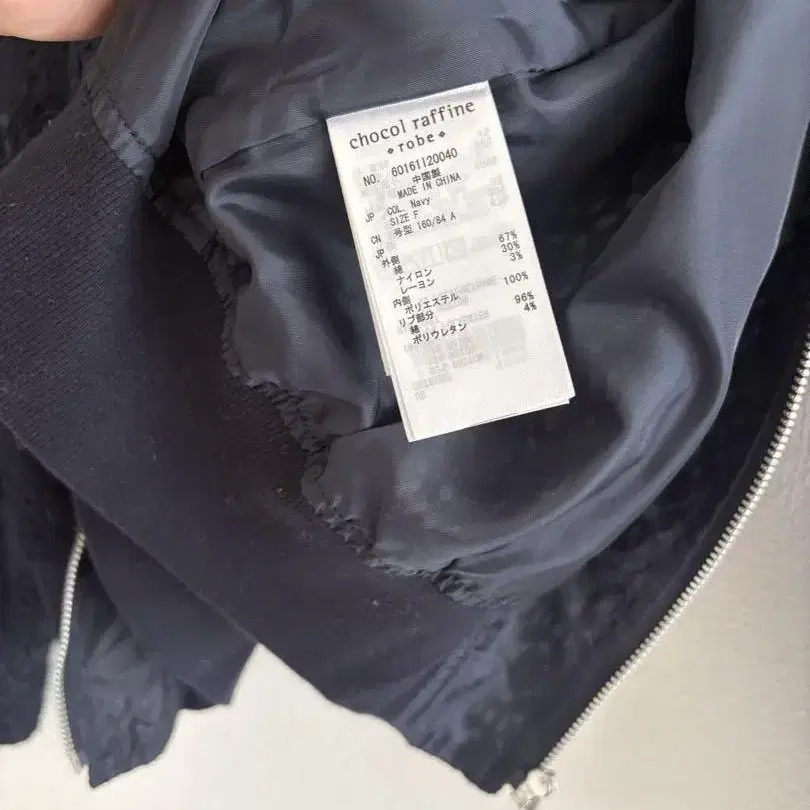 chocol raffine
robe
NO. 60161120040
中国製
MADE IN CHINA
JP COL. Navy
SIZE F
CN 号型 160/84 A
JP
外側
綿 67%
ナイロン 30%
レーヨン 3%
内側
ポリエステル 100%
リブ部分
綿 96%
ポリウレタン 4%